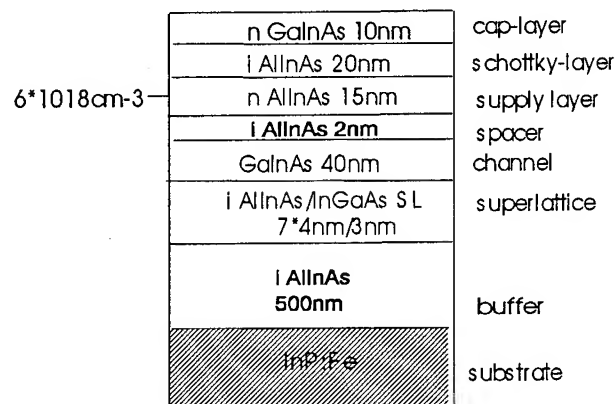 n GaInAs 10nm cap-layer
i AlInAs 20nm schottky-layer
6*1018cm-3 n AlInAs 15nm supply layer
i AlInAs 2nm spacer
GaInAs 40nm channel
i AlInAs/InGaAs SL superlattice
7*4nm/3nm
i AlInAs
500nm buffer
InP:Fe
substrate